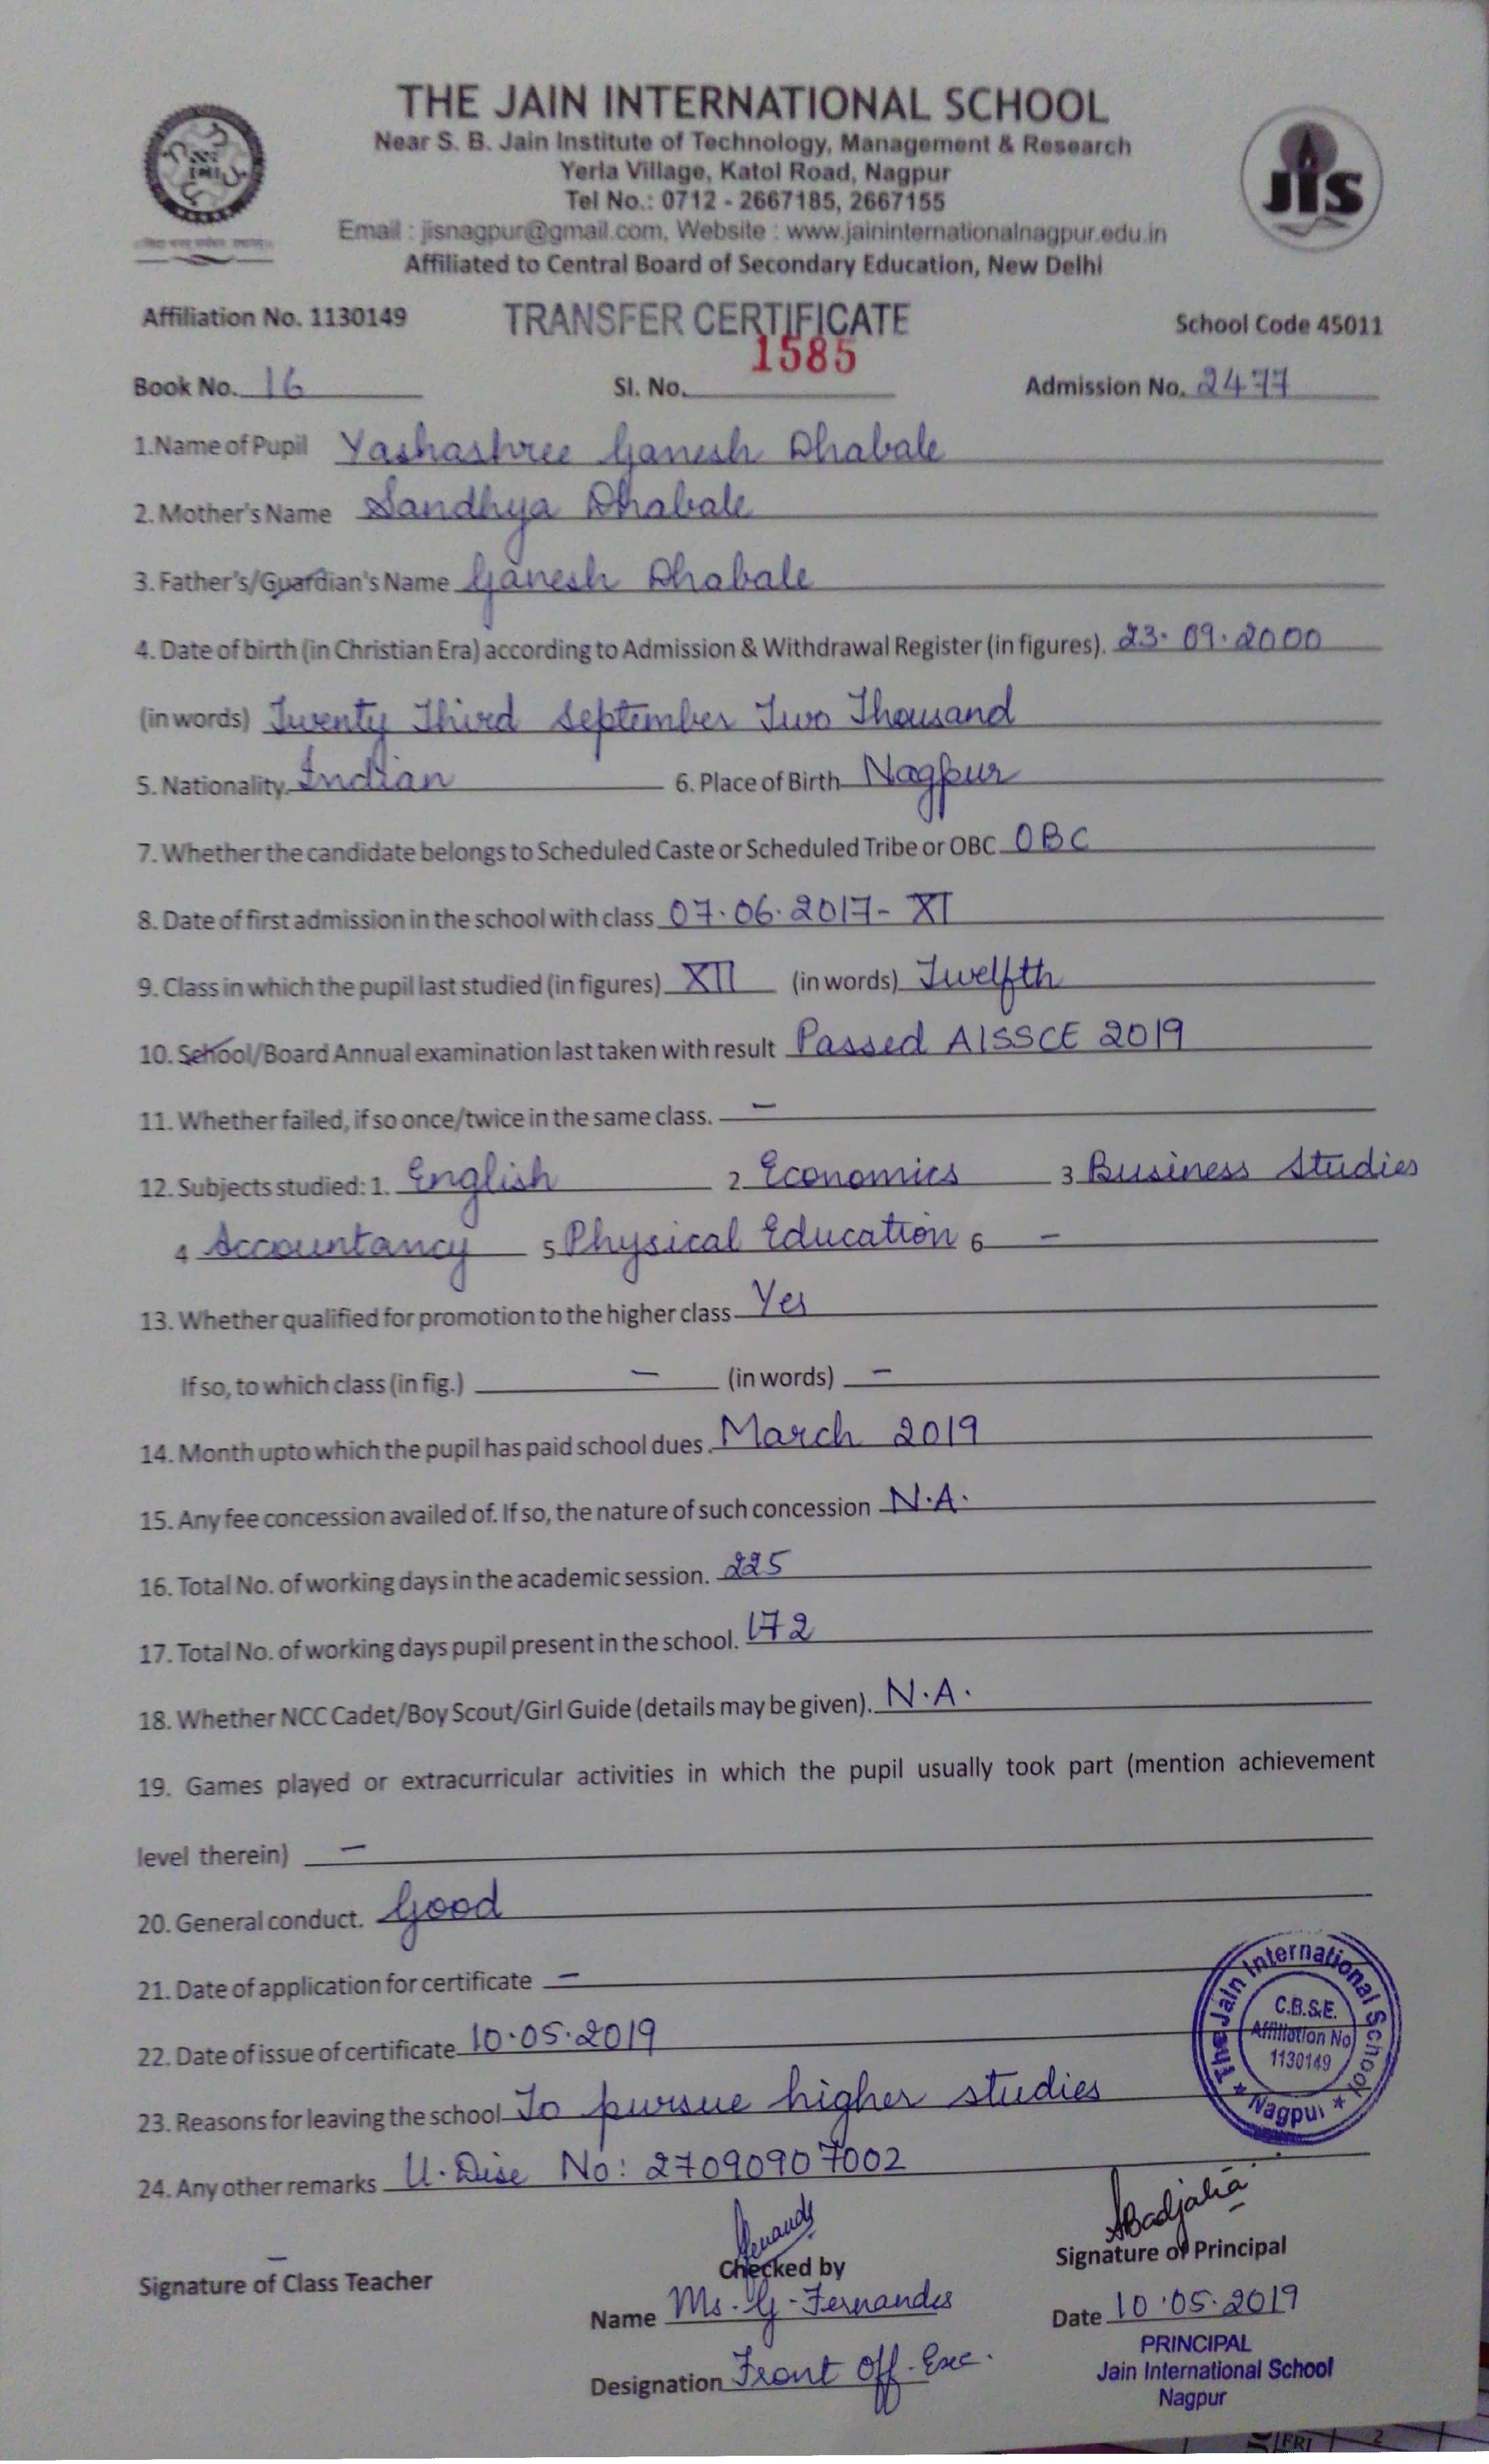 THE JAIN INTERNATIONAL SCHOOL
Near S. B. Jain Institute of Technology, Management & Research
Yerla Village, Katol Road, Nagpur
Tel No.: 0712 - 2667185, 2667155
Email : jisnagpur@gmail.com, Website : www.jaininternationalnagpur.edu.in
Affiliated to Central Board of Secondary Education, New Delhi
JIS
Affiliation No. 1130149 TRANSFER CERTIFICATE School Code 45011
Book No. 16 Sl. No. 1585 Admission No. 2477
1.Name of Pupil Yashashree Ganesh Dhabale
2. Mother's Name Sandhya Dhabale
3. Father's/Guardian's Name Ganesh Dhabale
4. Date of birth (in Christian Era) according to Admission & Withdrawal Register (in figures). 23. 09. 2000
(in words) Twenty Third September Two Thousand
5. Nationality. Indian 6. Place of Birth Nagpur
7. Whether the candidate belongs to Scheduled Caste or Scheduled Tribe or OBC OBC
8. Date of first admission in the school with class 07.06.2017- XI
9. Class in which the pupil last studied (in figures) XII (in words) Twelfth
10. School/Board Annual examination last taken with result Passed AISSCE 2019
11. Whether failed, if so once/twice in the same class. –
12. Subjects studied: 1. English 2 Economics 3 Business Studies
4 Accountancy 5 Physical Education 6 –
13. Whether qualified for promotion to the higher class Yes
If so, to which class (in fig.) – (in words) –
14. Month upto which the pupil has paid school dues. March 2019
15. Any fee concession availed of. If so, the nature of such concession N.A.
16. Total No. of working days in the academic session. 225
17. Total No. of working days pupil present in the school. 172
18. Whether NCC Cadet/Boy Scout/Girl Guide (details may be given). N.A.
19. Games played or extracurricular activities in which the pupil usually took part (mention achievement
level therein) –
20. General conduct. Good
21. Date of application for certificate –
22. Date of issue of certificate 10.05.2019
23. Reasons for leaving the school To pursue higher studies
24. Any other remarks U. Dise No: 27090907002
The Jain International School
C.B.S.E.
Affiliation No
1130149
* Nagpur *
Signature of Class Teacher –
Checked by
Signature of Principal
Name Ms. G. Fernandes
Date 10.05.2019
Designation Front Off. Exec.
PRINCIPAL
Jain International School
Nagpur
FRI 2